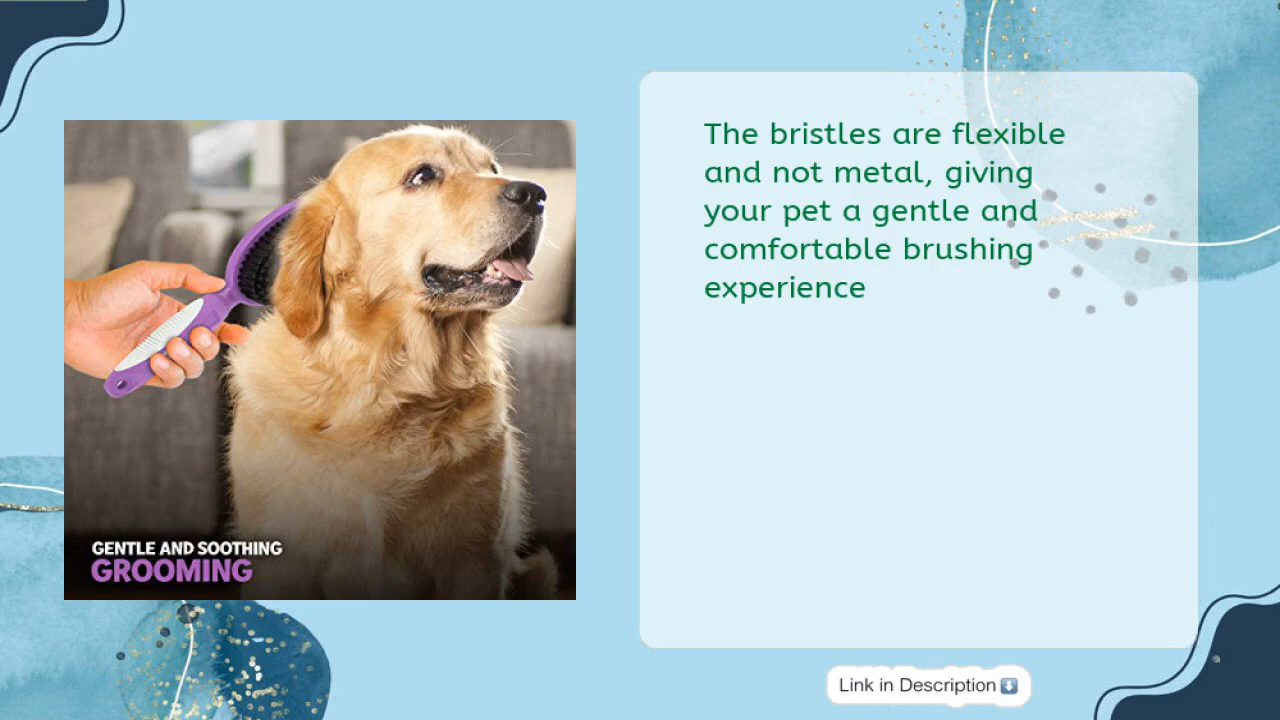 The bristles are flexible
and not metal, giving
your pet a gentle and
comfortable brushing
experience
GENTLE AND SOOTHING
GROOMING
Link in Description ⬇️